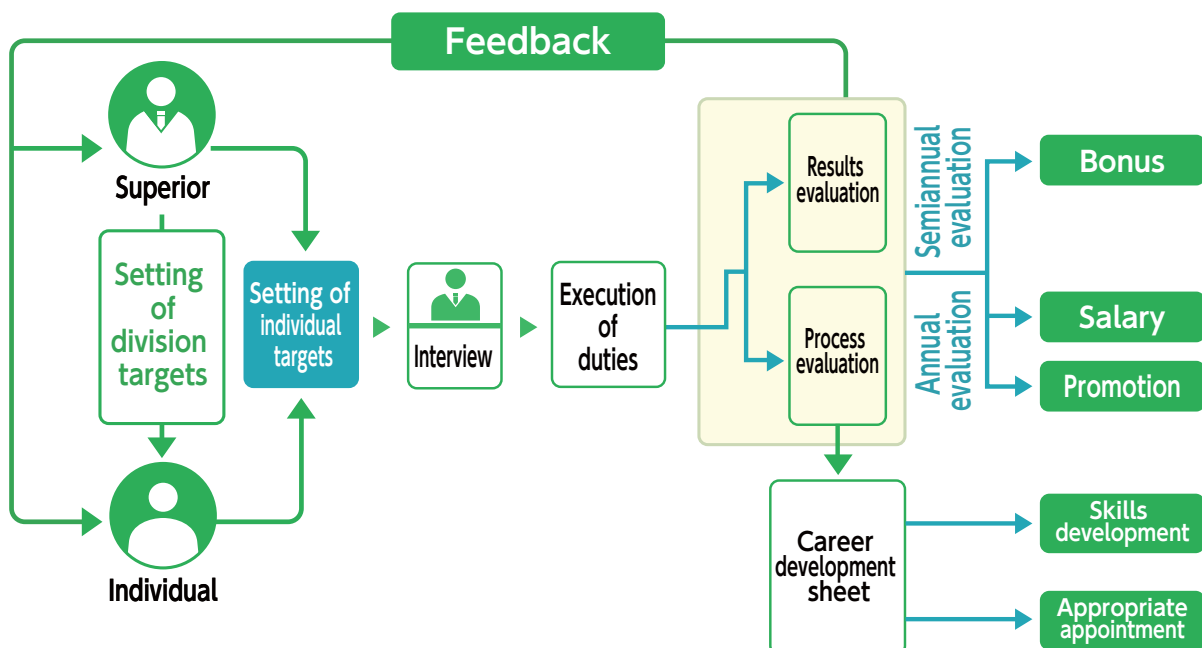 Feedback
Superior
Setting
of
division
targets
Individual
Setting of
individual
targets
Interview
Execution
of
duties
Results
evaluation
Process
evaluation
Semiannual
evaluation
Annual
evaluation
Bonus
Salary
Promotion
Career
development
sheet
Skills
development
Appropriate
appointment